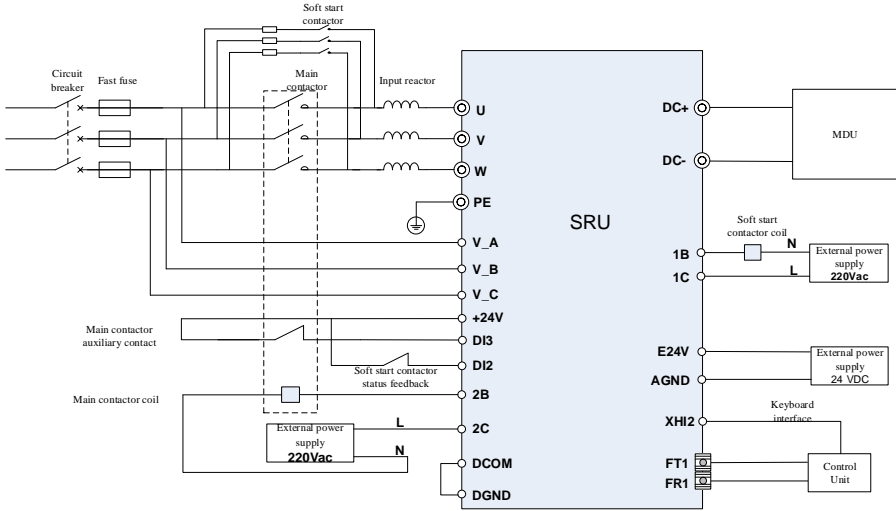 Soft start
contactor
Circuit
breaker
Fast fuse
Main
contactor
Input reactor
U
V
W
PE
V_A
V_B
V_C
+24V
DI3
DI2
2B
2C
DCOM
DGND
Main contactor
auxiliary contact
Soft start contactor
status feedback
Main contactor coil
External power
supply
220Vac
L
N
SRU
DC+
DC-
MDU
1B
1C
Soft start
contactor coil
N
L
External power
supply
220Vac
E24V
AGND
External power
supply
24 VDC
XHI2
Keyboard
interface
FT1
FR1
Control
Unit